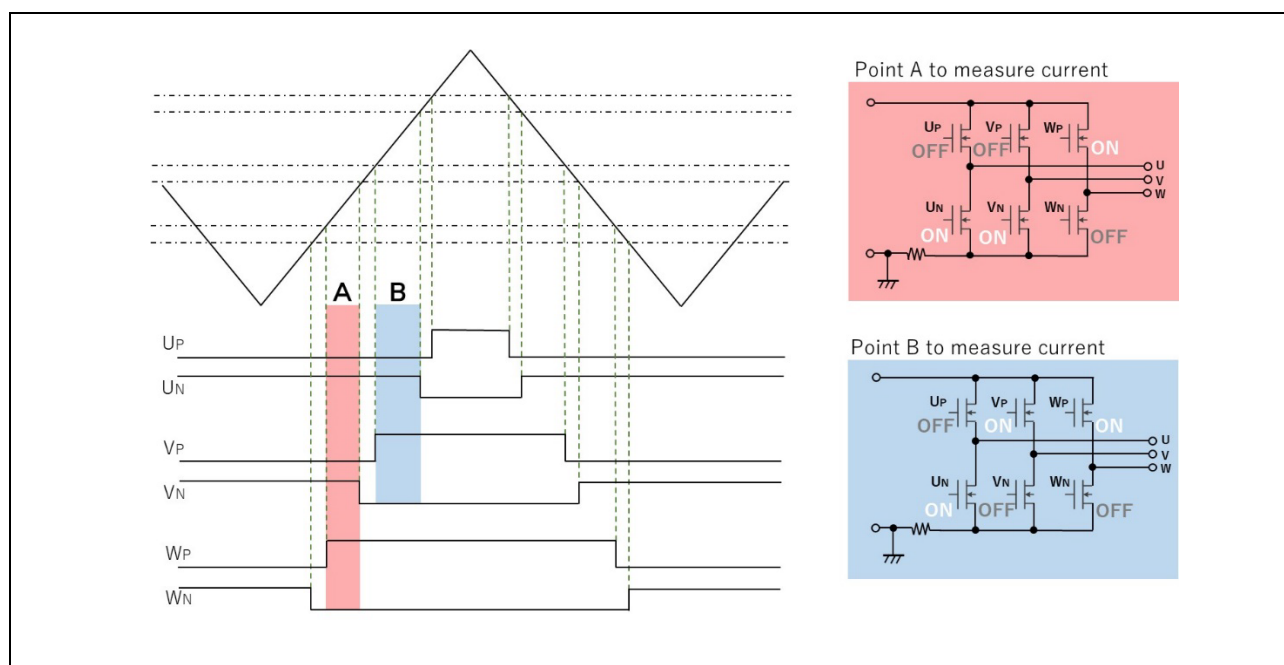 Point A to measure current
UP VP WP
OFF OFF ON
U
V
W
UN VN WN
ON ON OFF
A B
UP
UN
VP
VN
WP
WN
Point B to measure current
UP VP WP
OFF ON ON
U
V
W
UN VN WN
ON OFF OFF